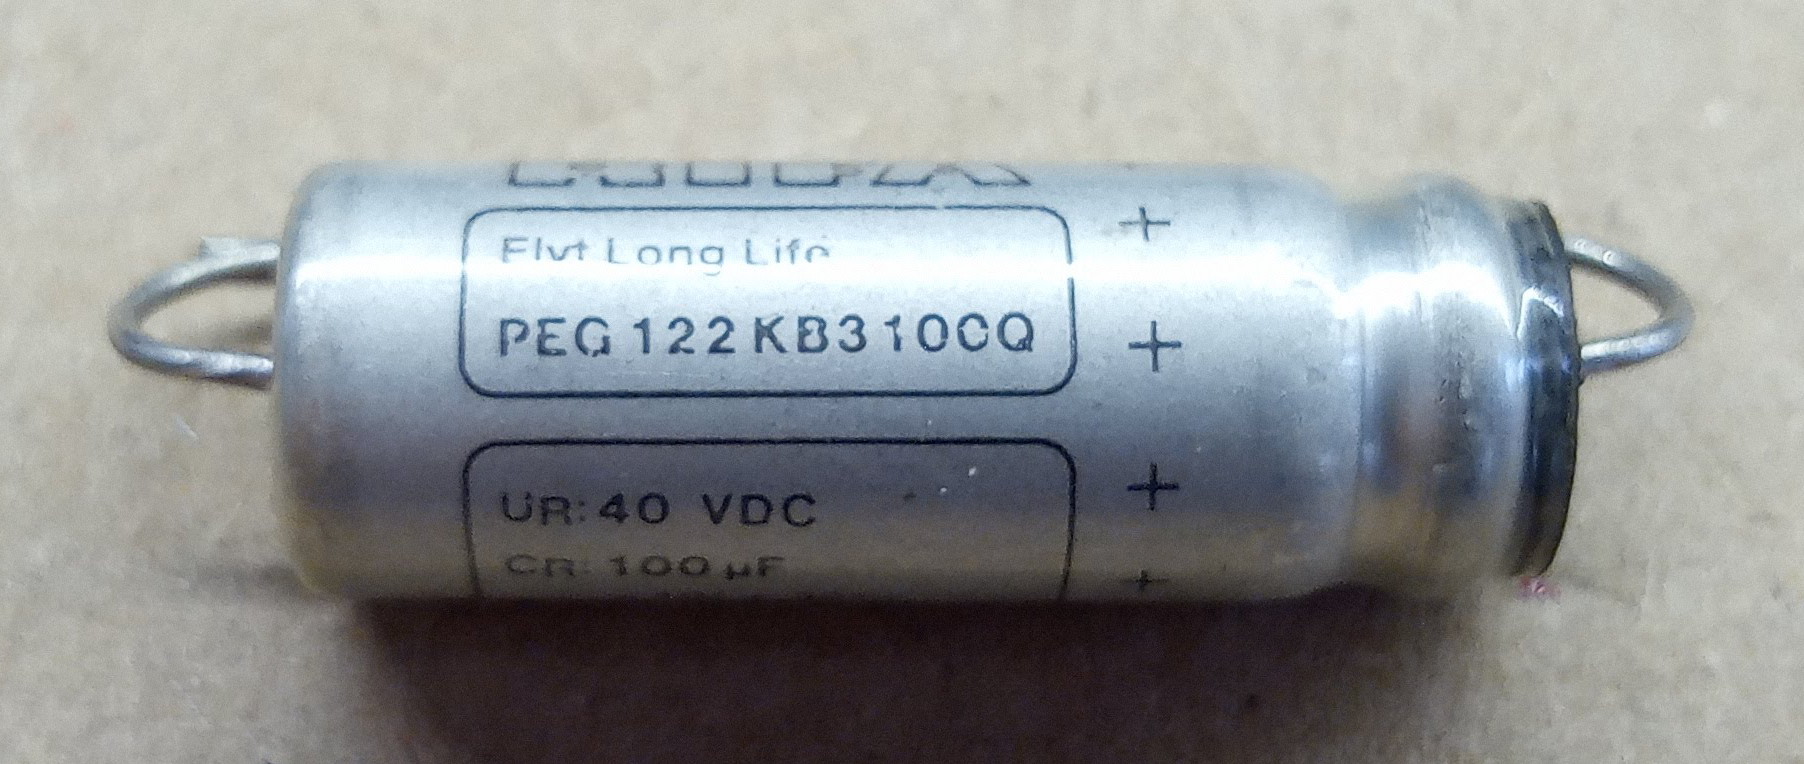 Elyt Long Life
PEG 122 KB3100Q
UR: 40 VDC
CR: 100 µF
+
+
+
+